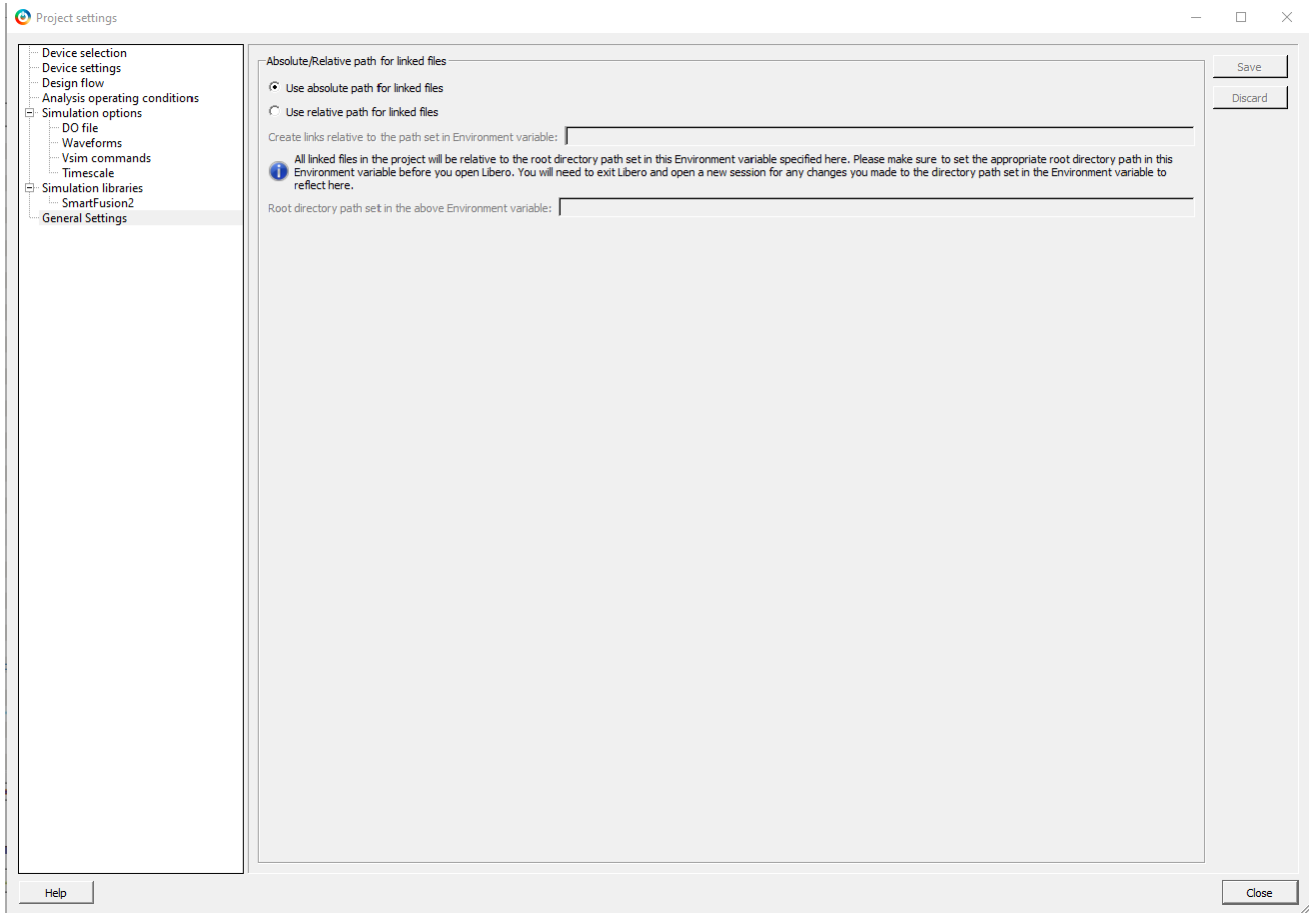 Project settings
Device selection
Device settings
Design flow
Analysis operating conditions
Simulation options
DO file
Waveforms
Vsim commands
Timescale
Simulation libraries
SmartFusion2
General Settings
Absolute/Relative path for linked files
Use absolute path for linked files
Use relative path for linked files
Create links relative to the path set in Environment variable:
All linked files in the project will be relative to the root directory path set in this Environment variable specified here. Please make sure to set the appropriate root directory path in this
Environment variable before you open Libero. You will need to exit Libero and open a new session for any changes you made to the directory path set in the Environment variable to
reflect here.
Root directory path set in the above Environment variable:
Save
Discard
Help
Close